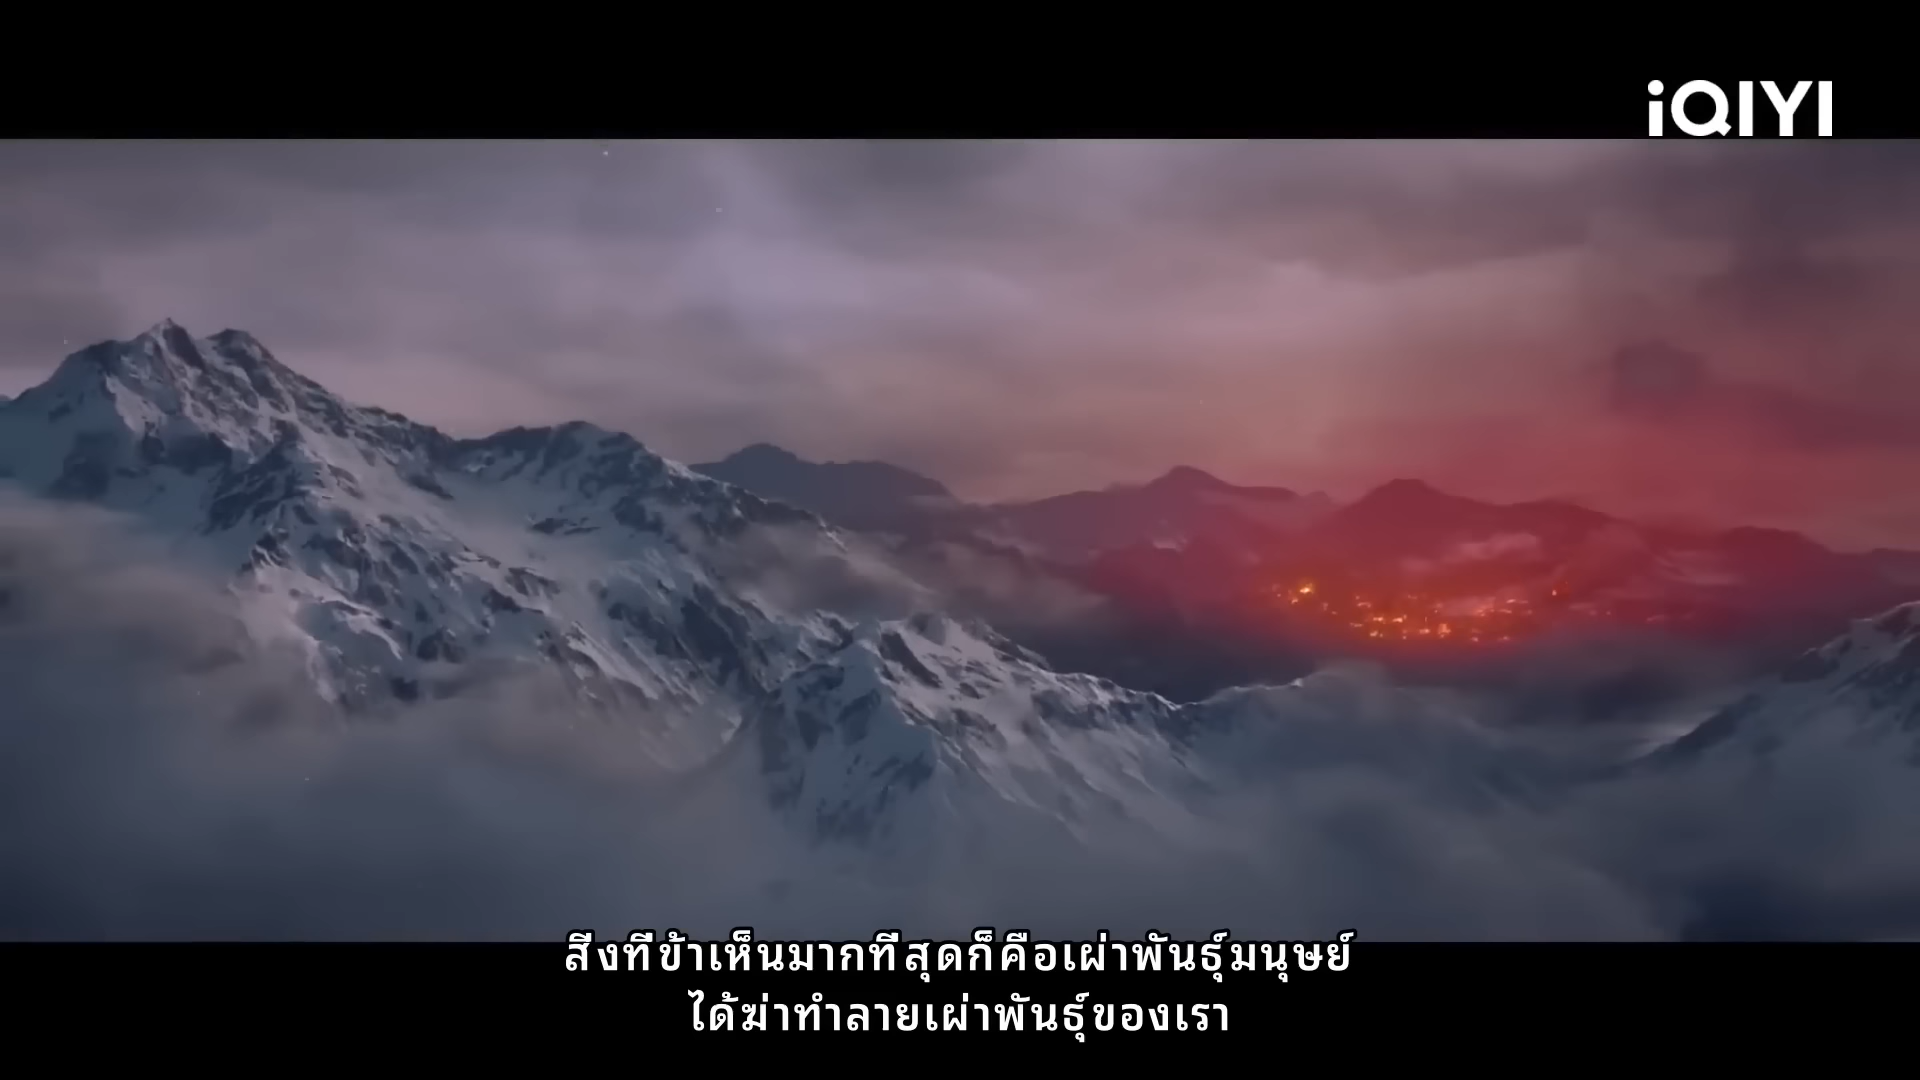 iQIYI
สิ่งที่ข้าเห็นมากที่สุดก็คือเผ่าพันธุ์มนุษย์
ได้ฆ่าทำลายเผ่าพันธุ์ของเรา